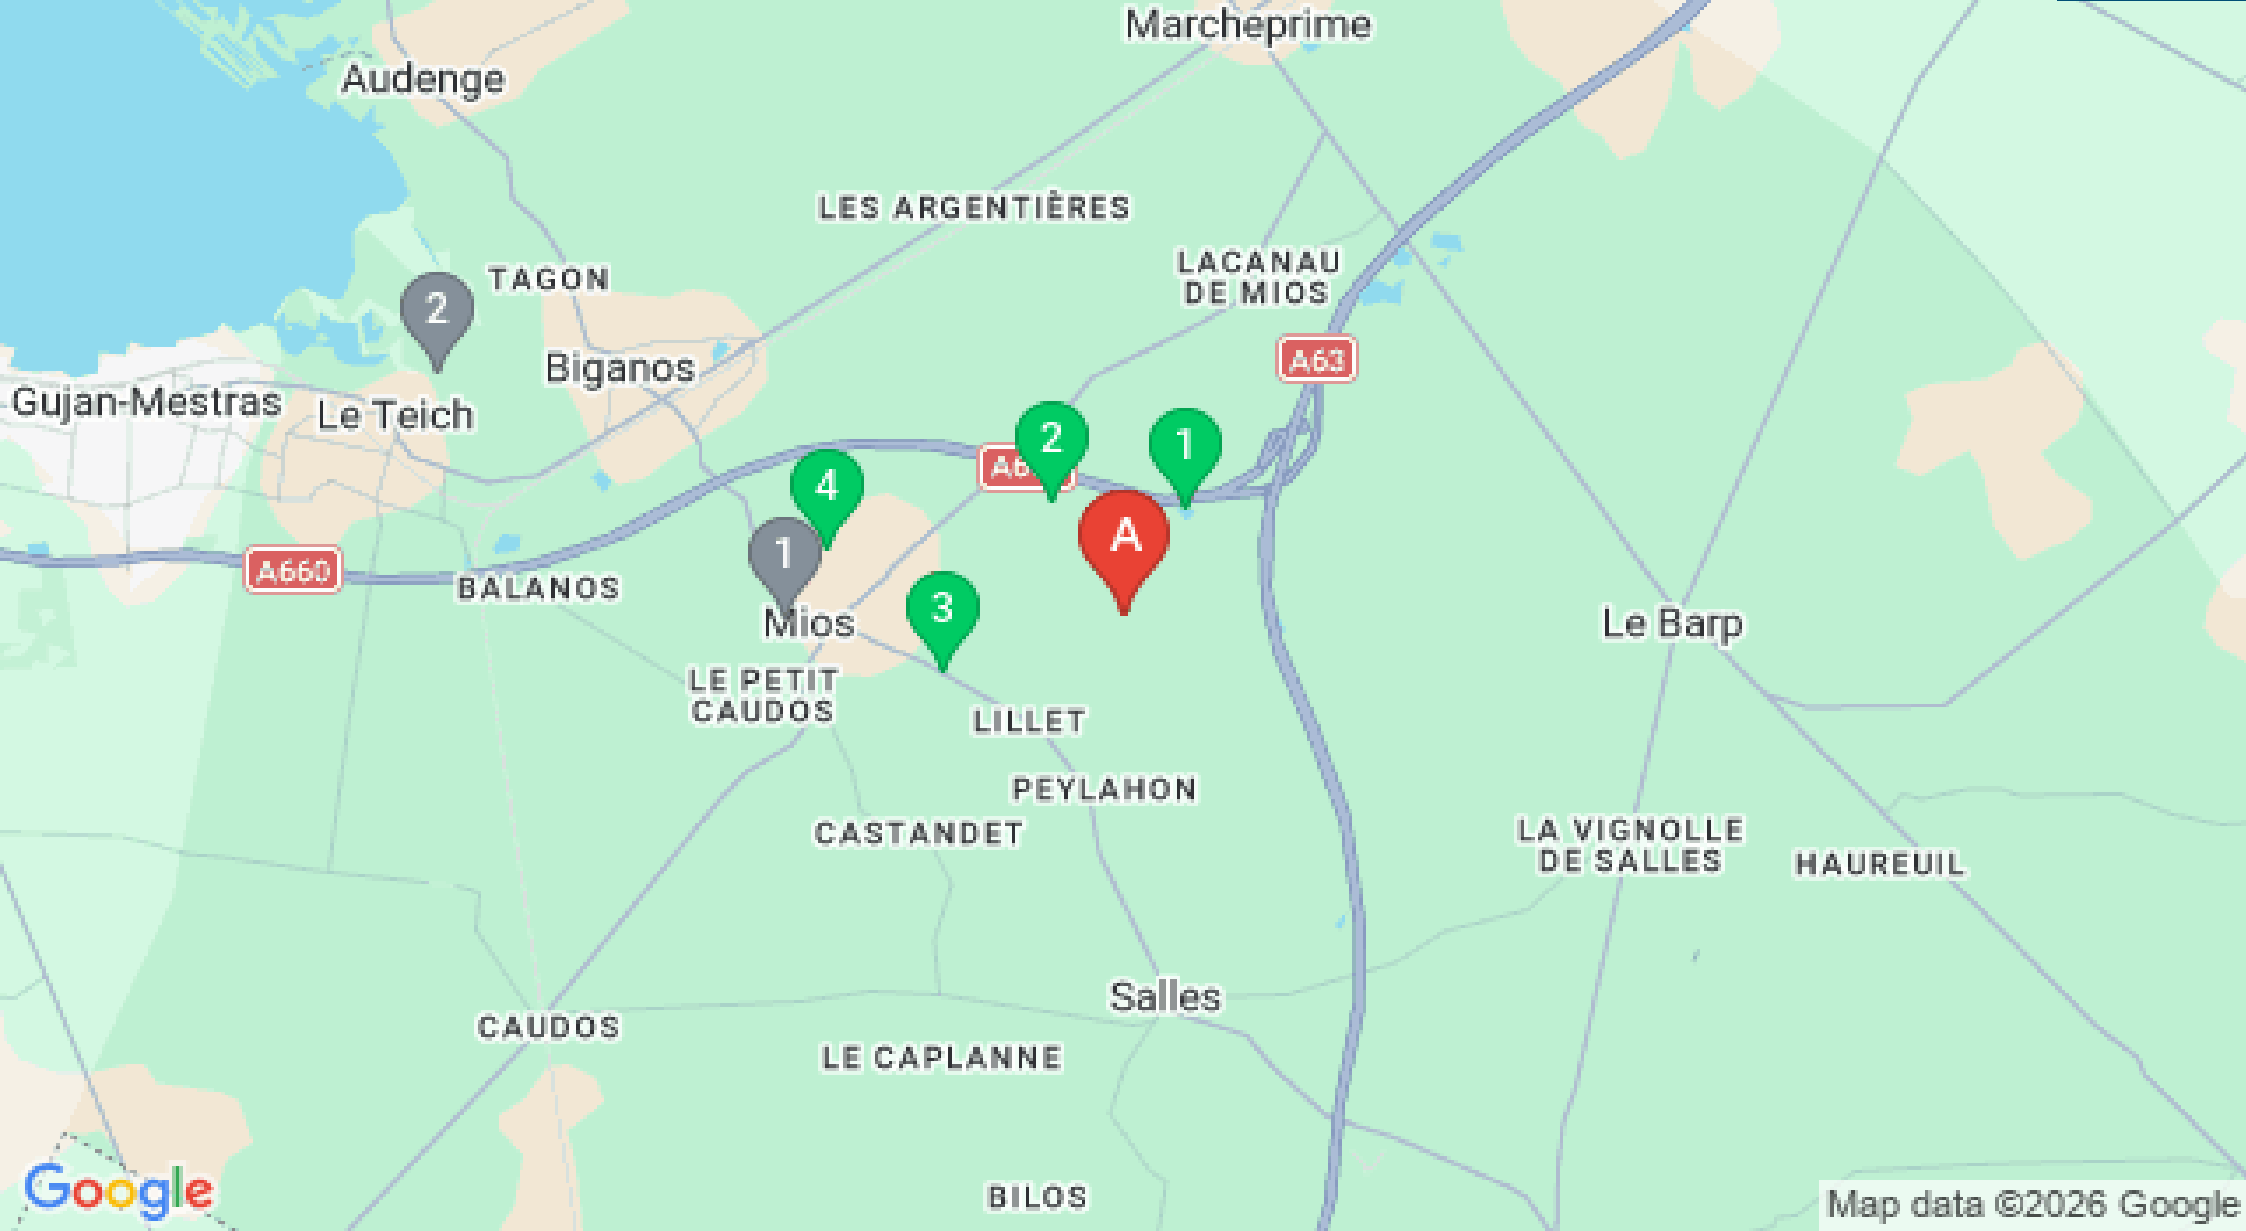 Marcheprime
Audenge
LES ARGENTIÈRES
LACANAU
DE MIOS
TAGON
2
A63
Biganos
Gujan-Mestras
Le Teich
2
1
4
A
1
A660
BALANOS
3
Mios
Le Barp
LE PETIT
CAUDOS
LILLET
PEYLAHON
CASTANDET
LA VIGNOLLE
DE SALLES
HAUREUIL
Salles
CAUDOS
LE CAPLANNE
BILOS
Google
Map data ©2026 Google